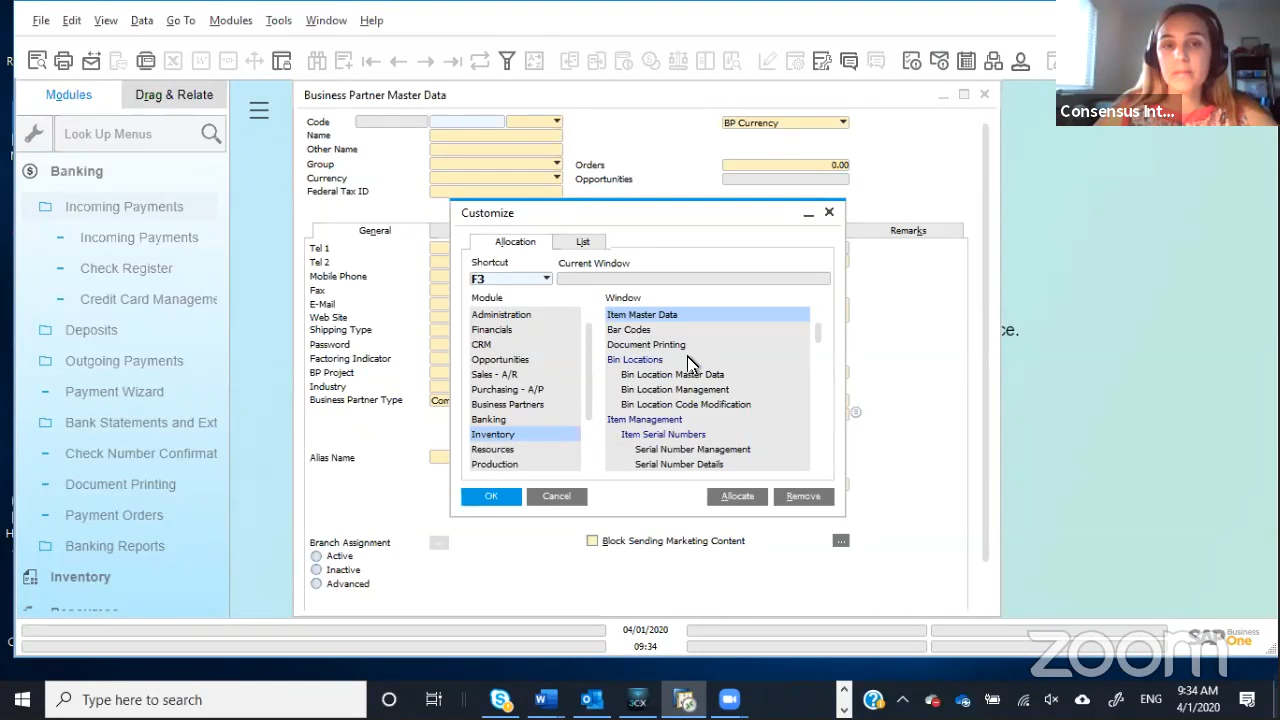 File Edit View Data Go To Modules Tools Window Help
Consensus Int...
Modules
Drag & Relate
Look Up Menus
Banking
Incoming Payments
Incoming Payments
Check Register
Credit Card Manageme
Deposits
Outgoing Payments
Payment Wizard
Bank Statements and Ext
Check Number Confirmat
Document Printing
Payment Orders
Banking Reports
Inventory
Resources
Business Partner Master Data
Code
Name
Other Name
Group
Currency
Federal Tax ID
BP Currency
Orders 0.00
Opportunities
General
Remarks
Tel 1
Tel 2
Mobile Phone
Fax
E-Mail
Web Site
Shipping Type
Password
Factoring Indicator
BP Project
Industry
Business Partner Type Com
Alias Name
Branch Assignment ...
Active
Inactive
Advanced
Block Sending Marketing Content ...
Customize
Allocation
List
Shortcut
F3
Current Window
Module
Administration
Financials
CRM
Opportunities
Sales - A/R
Purchasing - A/P
Business Partners
Banking
Inventory
Resources
Production
Window
Item Master Data
Bar Codes
Document Printing
Bin Locations
Bin Location Master Data
Bin Location Management
Bin Location Code Modification
Item Management
Item Serial Numbers
Serial Number Management
Serial Number Details
OK
Cancel
Allocate
Remove
ce.
04/01/2020
09:34
SAP Business One
zoom
Type here to search
3CX
ENG
9:34 AM
4/1/2020